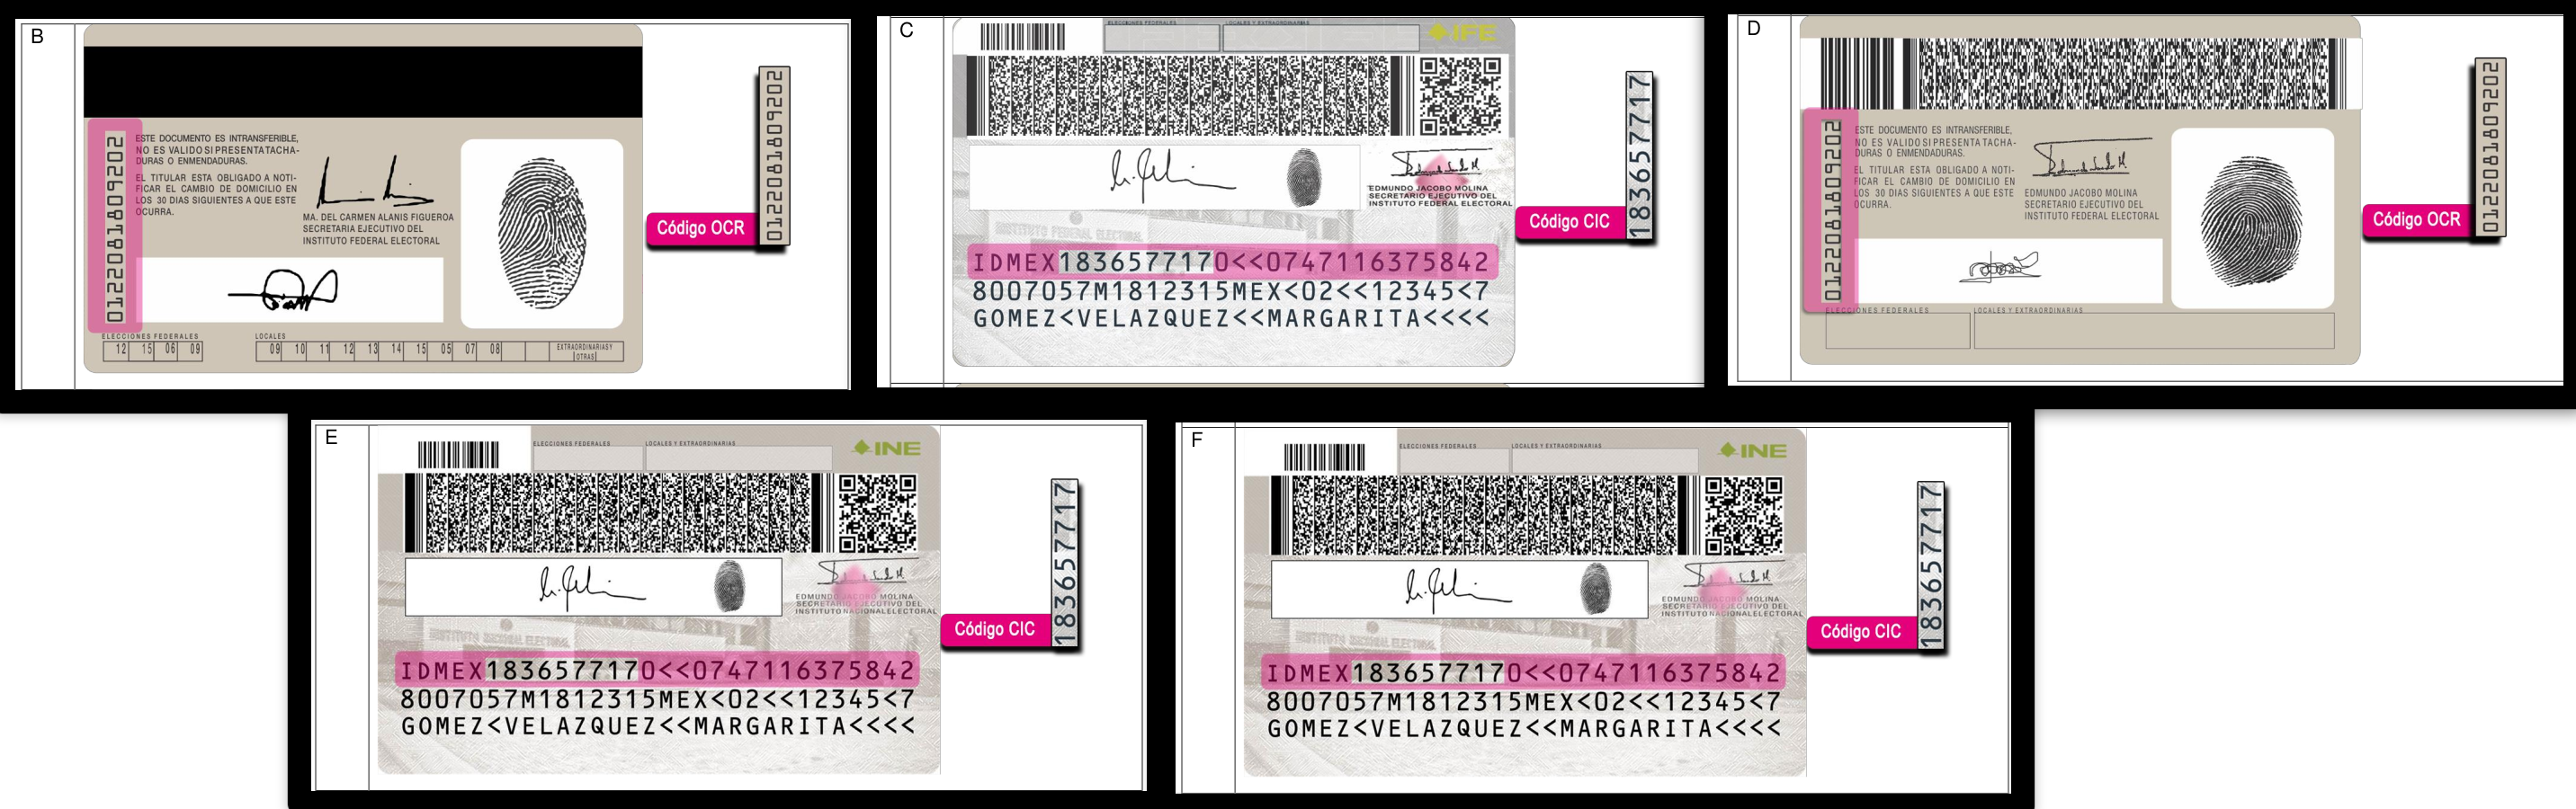 B
ESTE DOCUMENTO ES INTRANSFERIBLE,
NO ES VALIDO SI PRESENTA TACHA-
DURAS O ENMENDADURAS.
EL TITULAR ESTA OBLIGADO A NOTI-
FICAR EL CAMBIO DE DOMICILIO EN
LOS 30 DIAS SIGUIENTES A QUE ESTE
OCURRA.
MA. DEL CARMEN ALANIS FIGUEROA
SECRETARIA EJECUTIVO DEL
INSTITUTO FEDERAL ELECTORAL
ELECCIONES FEDERALES
12 15 06 09
LOCALES
09 10 11 12 13 14 15 05 07 08
EXTRAORDINARIAS Y
OTRAS
Código OCR
C
ELECCIONES FEDERALES
LOCALES Y EXTRAORDINARIAS
IFE
EDMUNDO JACOBO MOLINA
SECRETARIO EJECUTIVO DEL
INSTITUTO FEDERAL ELECTORAL
INSTITUTO FEDERAL ELECTORAL
IDMEX1836577170<<0747116375842
8007057M1812315MEX<02<<12345<7
GOMEZ<VELAZQUEZ<<MARGARITA<<<<
Código CIC
183657717
D
ESTE DOCUMENTO ES INTRANSFERIBLE,
NO ES VALIDO SI PRESENTA TACHA-
DURAS O ENMENDADURAS.
EL TITULAR ESTA OBLIGADO A NOTI-
FICAR EL CAMBIO DE DOMICILIO EN
LOS 30 DIAS SIGUIENTES A QUE ESTE
OCURRA.
EDMUNDO JACOBO MOLINA
SECRETARIO EJECUTIVO DEL
INSTITUTO FEDERAL ELECTORAL
ELECCIONES FEDERALES
LOCALES Y EXTRAORDINARIAS
Código OCR
E
ELECCIONES FEDERALES
LOCALES Y EXTRAORDINARIAS
INE
EDMUNDO JACOBO MOLINA
SECRETARIO EJECUTIVO DEL
INSTITUTO NACIONAL ELECTORAL
INSTITUTO NACIONAL ELECTORAL
IDMEX1836577170<<0747116375842
8007057M1812315MEX<02<<12345<7
GOMEZ<VELAZQUEZ<<MARGARITA<<<<
Código CIC
183657717
F
ELECCIONES FEDERALES
LOCALES Y EXTRAORDINARIAS
INE
EDMUNDO JACOBO MOLINA
SECRETARIO EJECUTIVO DEL
INSTITUTO NACIONAL ELECTORAL
INSTITUTO NACIONAL ELECTORAL
IDMEX1836577170<<0747116375842
8007057M1812315MEX<02<<12345<7
GOMEZ<VELAZQUEZ<<MARGARITA<<<<
Código CIC
183657717